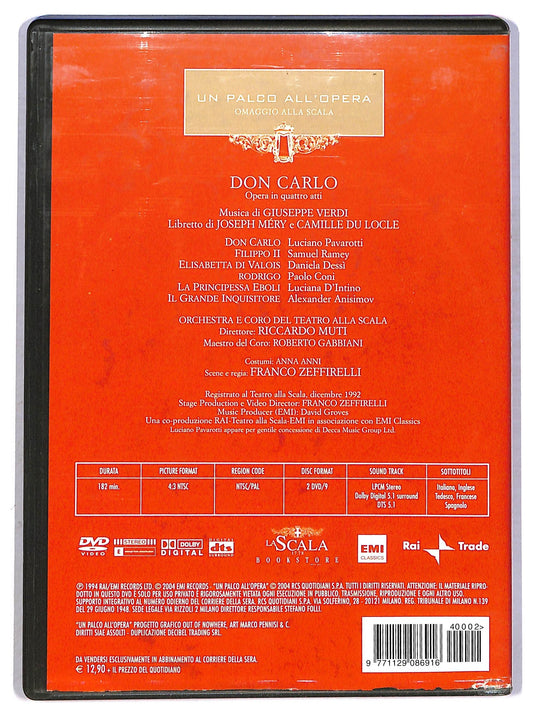 UN PALCO ALL'OPERA
OMAGGIO ALLA SCALA
DON CARLO
Opera in quattro atti
Musica di GIUSEPPE VERDI
Libretto di JOSEPH MÉRY e CAMILLE DU LOCLE
DON CARLO Luciano Pavarotti
FILIPPO II Samuel Ramey
ELISABETTA DI VALOIS Daniela Dessì
RODRIGO Paolo Coni
LA PRINCIPESSA EBOLI Luciana D'Intino
IL GRANDE INQUISITORE Alexander Anisimov
ORCHESTRA E CORO DEL TEATRO ALLA SCALA
Direttore: RICCARDO MUTI
Maestro del Coro: ROBERTO GABBIANI
Costumi: ANNA ANNI
Scene e regia: FRANCO ZEFFIRELLI
Registrato al Teatro alla Scala, dicembre 1992
Stage Production e Video Director: FRANCO ZEFFIRELLI
Music Producer (EMI): David Groves
Una co-produzione RAI-Teatro alla Scala-EMI in associazione con EMI Classics
Luciano Pavarotti appare per gentile concessione di Decca Music Group Ltd.
DURATA PICTURE FORMAT REGION CODE DISC FORMAT SOUND TRACK SOTTOTITOLI
182 min. 4:3 NTSC NTSC/PAL 2 DVD/9 LPCM Stereo Italiano, Inglese
Dolby Digital 5.1 surround Tedesco, Francese
DTS 5.1 Spagnolo
DVD VIDEO STEREO DOLBY DIGITAL dts DIGITAL SURROUND LA SCALA 1778 BOOKSTORE EMI CLASSICS Rai Trade
℗ 1994 RAI/EMI RECORDS LTD. © 2004 EMI RECORDS - "UN PALCO ALL'OPERA" © 2004 RCS QUOTIDIANI S.P.A. TUTTI I DIRITTI RISERVATI. ATTENZIONE, IL MATERIALE RIPRO-
DOTTO IN QUESTO DVD È SOLO PER USO PRIVATO E RIGOROSAMENTE VIETATA OGNI ESECUZIONE IN PUBBLICO, TRASMISSIONE, RIPRODUZIONE E OGNI ALTRO USO.
SUPPORTO INTEGRATIVO AL NUMERO ODIERNO DEL CORRIERE DELLA SERA. RCS QUOTIDIANI SPA. VIA SOLFERINO, 28 - 20121 MILANO. REG. TRIBUNALE DI MILANO N.139
DEL 29 GIUGNO 1948. SEDE LEGALE VIA RIZZOLI 2 MILANO DIRETTORE RESPONSABILE STEFANO FOLLI.
"UN PALCO ALL'OPERA" PROGETTO GRAFICO OUT OF NOWHERE, ART MARCO PENNISI & C.
DIRITTI SIAE ASSOLTI - DUPLICAZIONE DECIBEL TRADING SRL.
DA VENDERSI ESCLUSIVAMENTE IN ABBINAMENTO AL CORRIERE DELLA SERA.
€ 12,90 + IL PREZZO DEL QUOTIDIANO
40002>
9 771129 086916